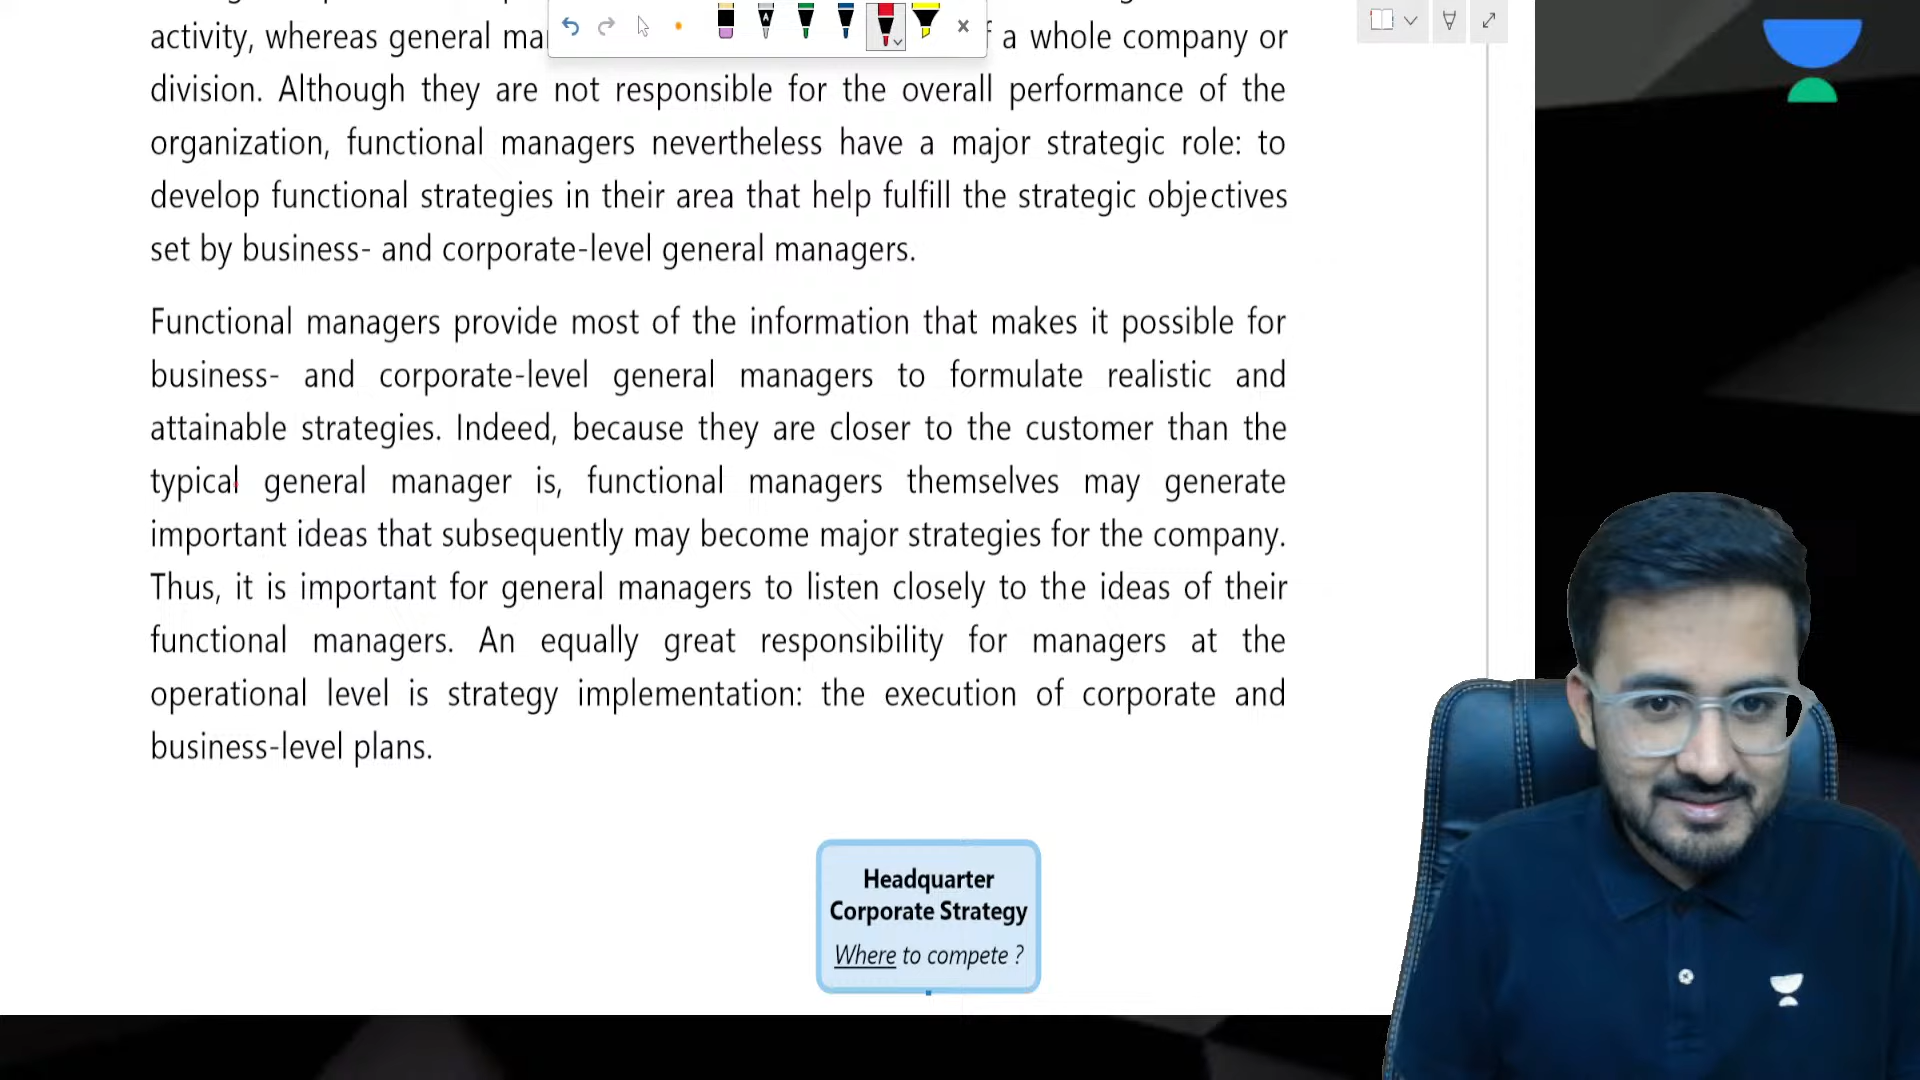 activity, whereas general ma
a whole company or
division. Although they are not responsible for the overall performance of the
organization, functional managers nevertheless have a major strategic role: to
develop functional strategies in their area that help fulfill the strategic objectives
set by business- and corporate-level general managers.
Functional managers provide most of the information that makes it possible for
business- and corporate-level general managers to formulate realistic and
attainable strategies. Indeed, because they are closer to the customer than the
typical general manager is, functional managers themselves may generate
important ideas that subsequently may become major strategies for the company.
Thus, it is important for general managers to listen closely to the ideas of their
functional managers. An equally great responsibility for managers at the
operational level is strategy implementation: the execution of corporate and
business-level plans.
Headquarter
Corporate Strategy
Where to compete ?